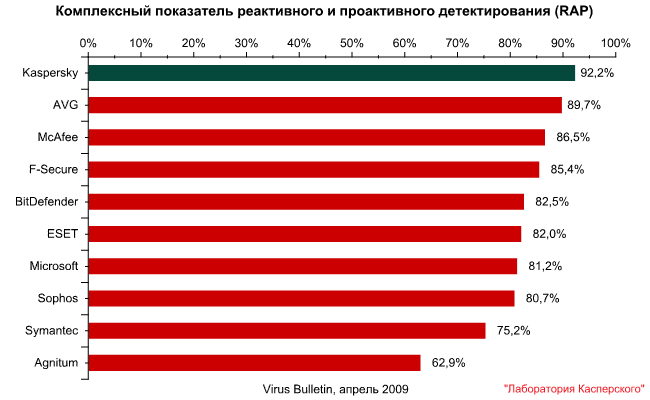 Комплексный показатель реактивного и проактивного детектирования (RAP)
0% 10% 20% 30% 40% 50% 60% 70% 80% 90% 100%
Kaspersky 92,2%
AVG 89,7%
McAfee 86,5%
F-Secure 85,4%
BitDefender 82,5%
ESET 82,0%
Microsoft 81,2%
Sophos 80,7%
Symantec 75,2%
Agnitum 62,9%
Virus Bulletin, апрель 2009 "Лаборатория Касперского"